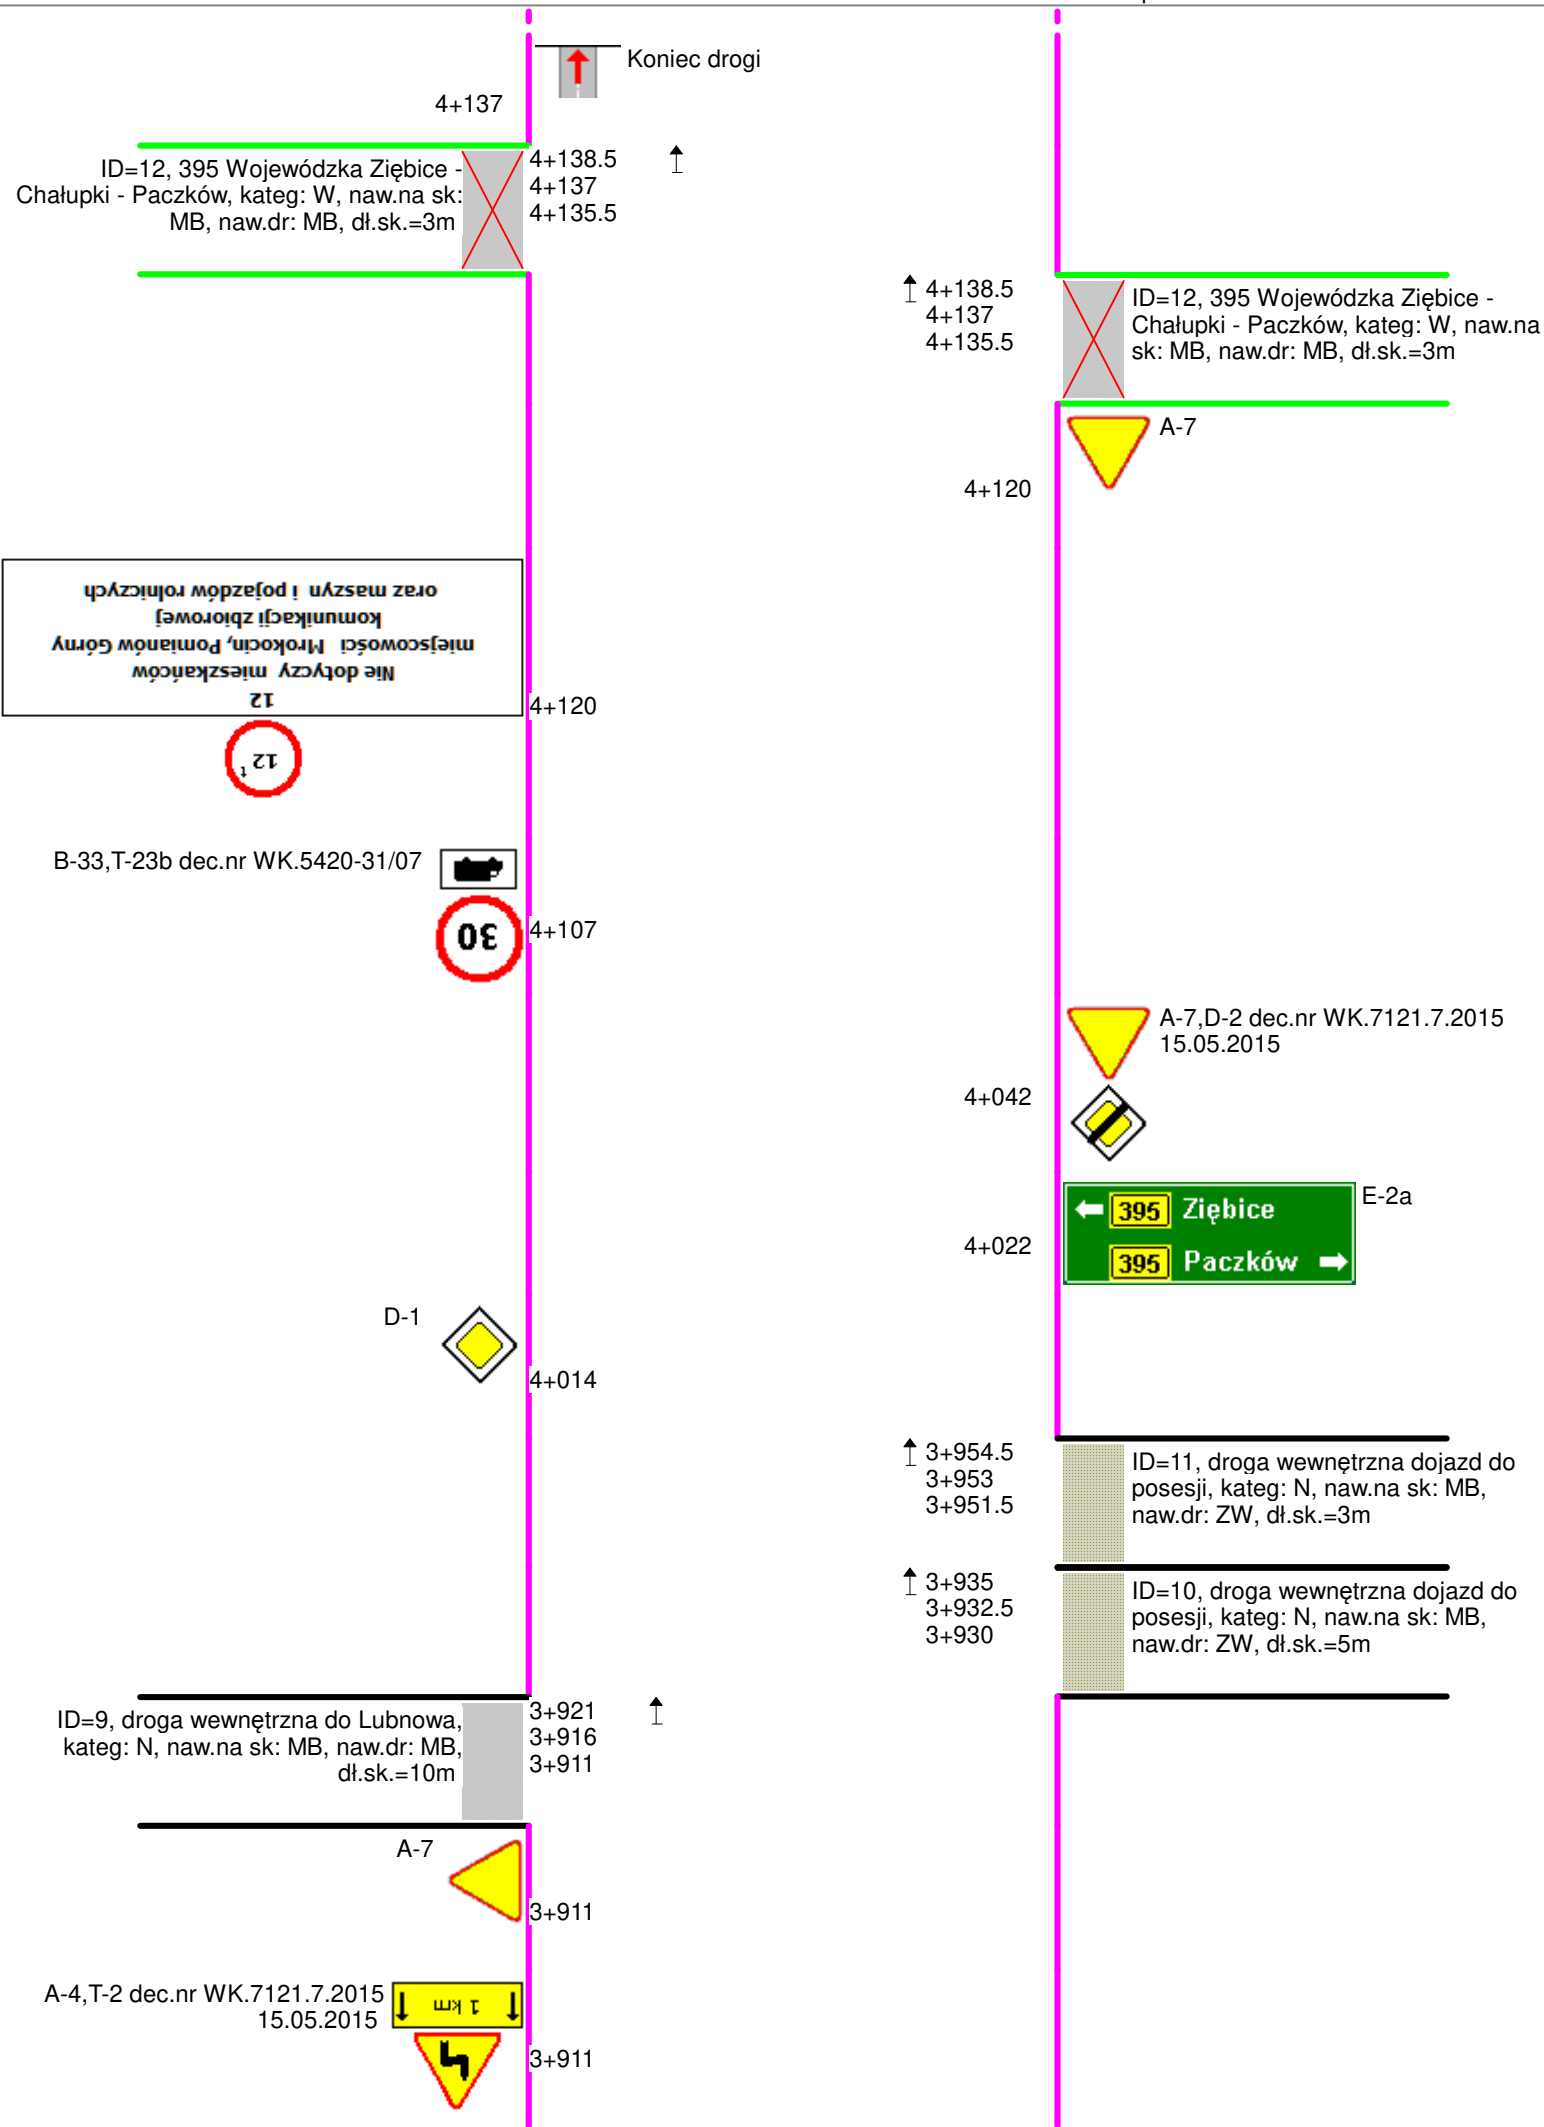 Koniec drogi
4+137
ID=12, 395 Wojewódzka Ziębice -
Chałupki - Paczków, kateg: W, naw.na sk:
MB, naw.dr: MB, dł.sk.=3m
4+138.5
4+137
4+135.5
4+138.5
4+137
4+135.5
ID=12, 395 Wojewódzka Ziębice -
Chałupki - Paczków, kateg: W, naw.na
sk: MB, naw.dr: MB, dł.sk.=3m
A-7
4+120
12
Nie dotyczy mieszkańców
miejscowości Mrokocin, Pomianów Górny
komunikacji zbiorowej
oraz maszyn i pojazdów rolniczych
4+120
12 t
B-33,T-23b dec.nr WK.5420-31/07
30
4+107
A-7,D-2 dec.nr WK.7121.7.2015
15.05.2015
4+042
E-2a
395 Ziębice
395 Paczków
4+022
D-1
4+014
3+954.5
3+953
3+951.5
ID=11, droga wewnętrzna dojazd do
posesji, kateg: N, naw.na sk: MB,
naw.dr: ZW, dł.sk.=3m
3+935
3+932.5
3+930
ID=10, droga wewnętrzna dojazd do
posesji, kateg: N, naw.na sk: MB,
naw.dr: ZW, dł.sk.=5m
ID=9, droga wewnętrzna do Lubnowa,
kateg: N, naw.na sk: MB, naw.dr: MB,
dł.sk.=10m
3+921
3+916
3+911
A-7
3+911
A-4,T-2 dec.nr WK.7121.7.2015
15.05.2015
1 km
3+911